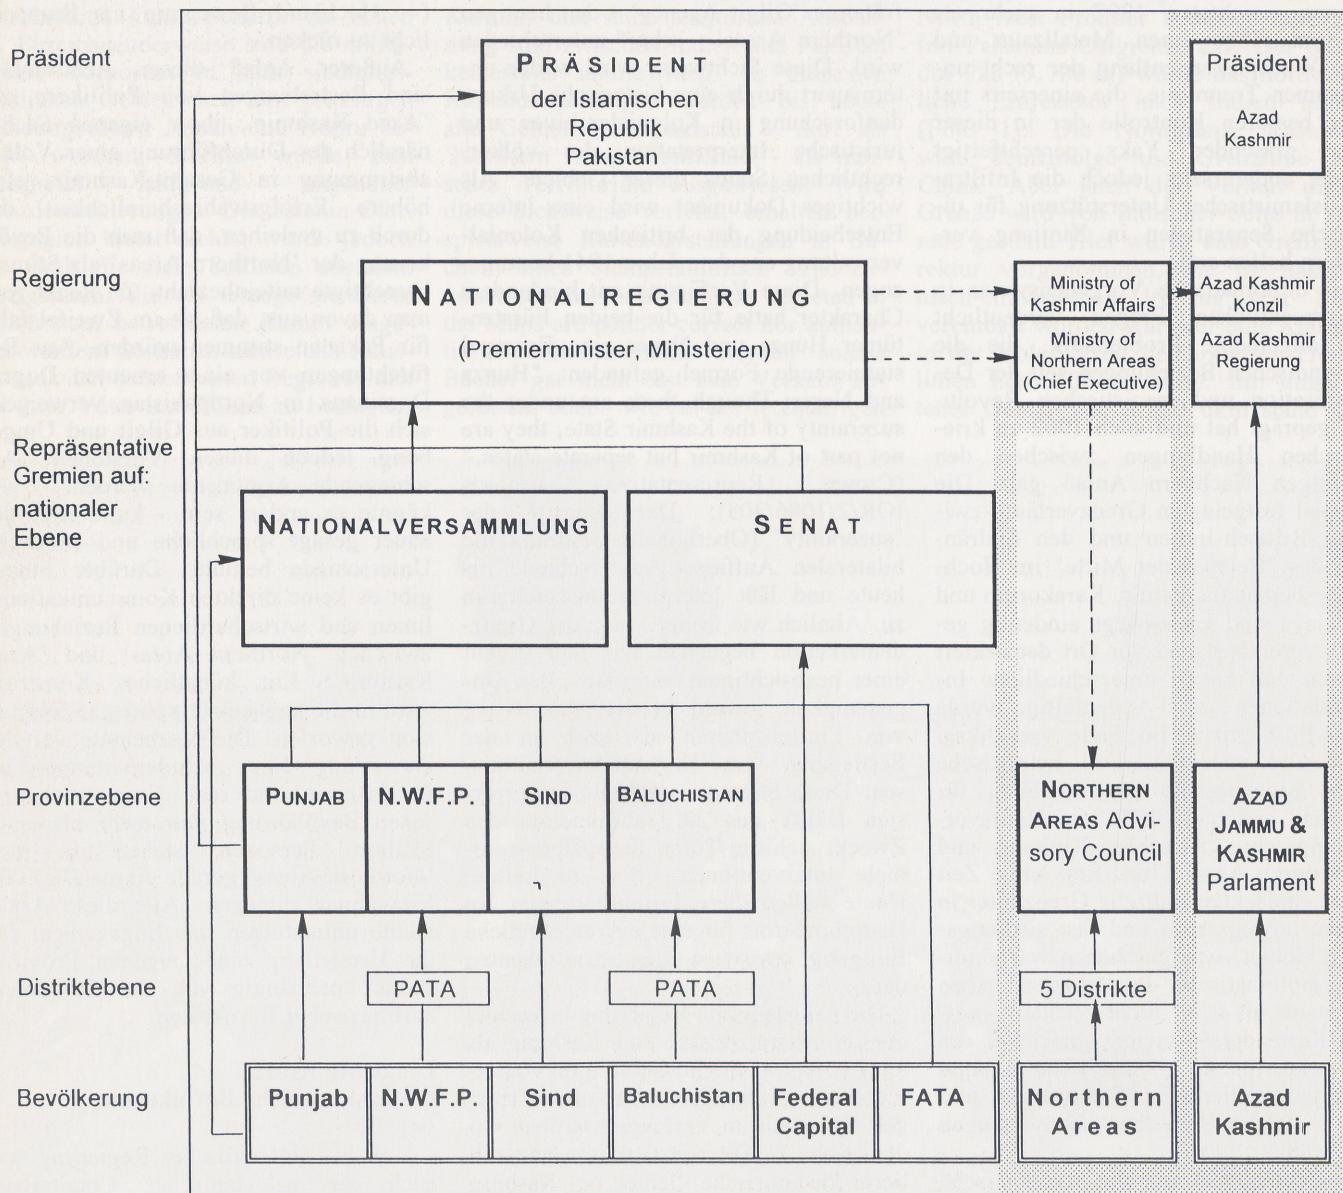 Präsident
PRÄSIDENT
der Islamischen
Republik
Pakistan
Präsident
Azad
Kashmir
Regierung
NATIONALREGIERUNG
(Premierminister, Ministerien)
Ministry of
Kashmir Affairs
Ministry of
Northern Areas
(Chief Executive)
Azad Kashmir
Konzil
Azad Kashmir
Regierung
Repräsentative
Gremien auf:
nationaler
Ebene
NATIONALVERSAMMLUNG
SENAT
Provinzebene
PUNJAB
N.W.F.P.
SIND
BALUCHISTAN
NORTHERN
AREAS Advi-
sory Council
AZAD
JAMMU &
KASHMIR
Parlament
Distriktebene
PATA
PATA
5 Distrikte
Bevölkerung
Punjab
N.W.F.P.
Sind
Baluchistan
Federal
Capital
FATA
Northern
Areas
Azad
Kashmir